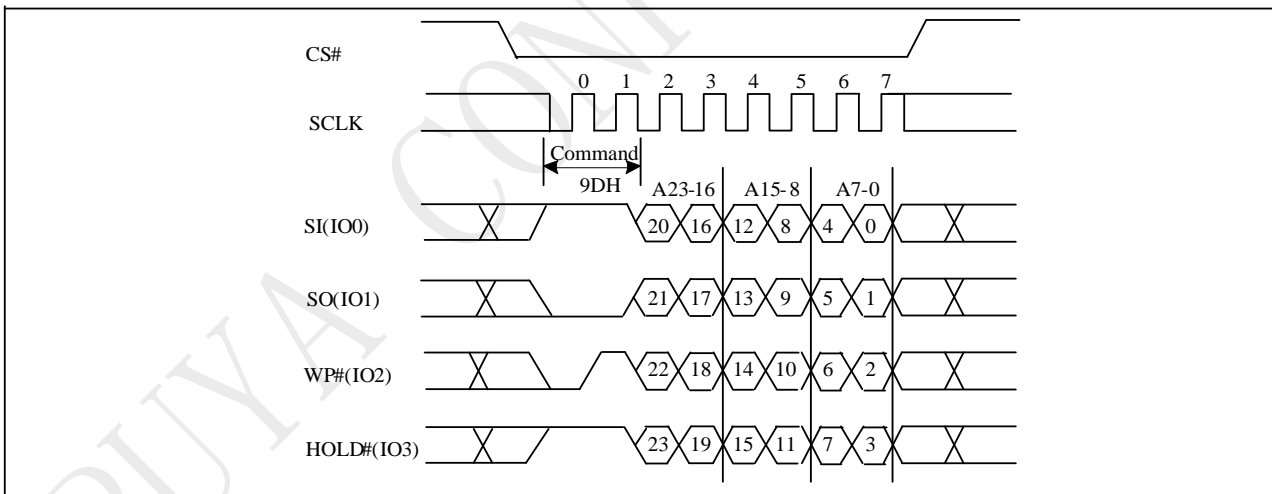 CS#
0 1 2 3 4 5 6 7
SCLK
Command
9DH
A23-16 A15-8 A7-0
SI(IO0) 20 16 12 8 4 0
SO(IO1) 21 17 13 9 5 1
WP#(IO2) 22 18 14 10 6 2
HOLD#(IO3) 23 19 15 11 7 3
PUYA CONF